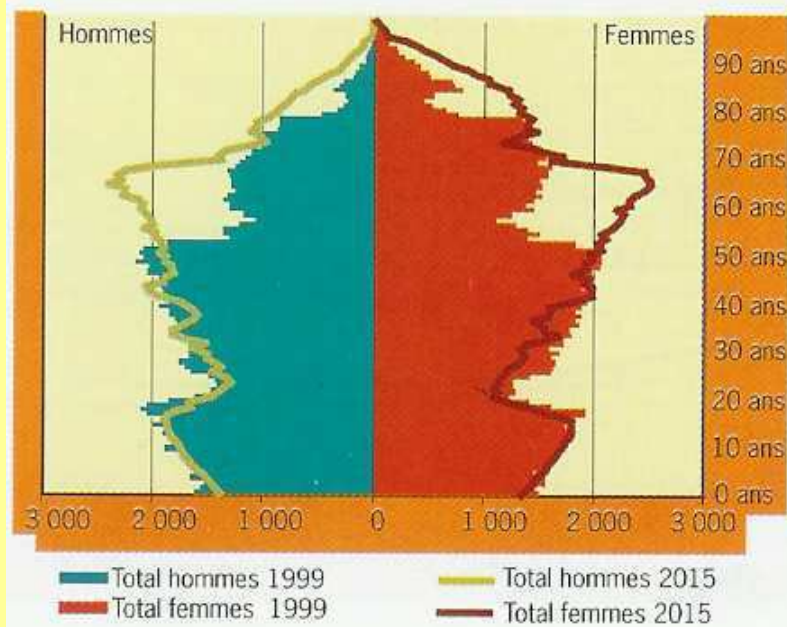 Hommes Femmes
90 ans
80 ans
70 ans
60 ans
50 ans
40 ans
30 ans
20 ans
10 ans
0 ans
3 000 2 000 1 000 0 1 000 2 000 3 000
Total hommes 1999 Total hommes 2015
Total femmes 1999 Total femmes 2015